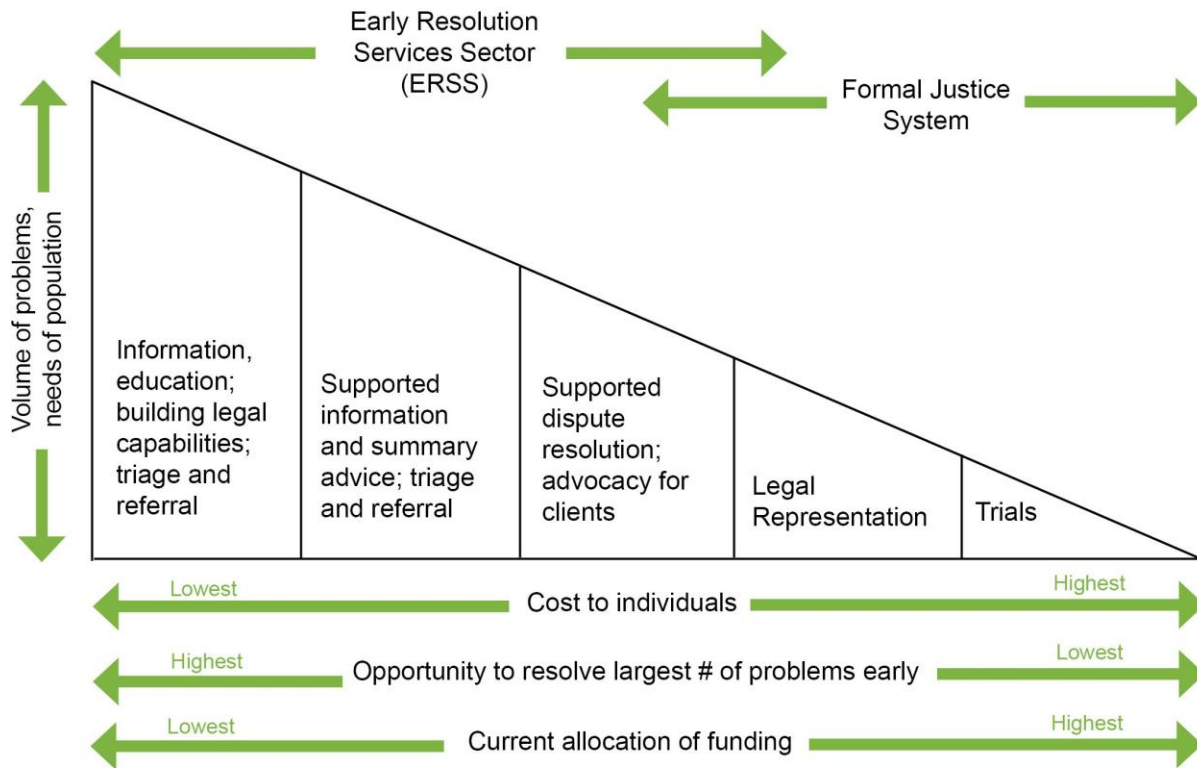 Early Resolution
Services Sector
(ERSS)
Formal Justice
System
Volume of problems,
needs of population
Information,
education;
building legal
capabilities;
triage and
referral
Supported
information
and summary
advice; triage
and referral
Supported
dispute
resolution;
advocacy for
clients
Legal
Representation
Trials
Lowest
Cost to individuals
Highest
Highest
Opportunity to resolve largest # of problems early
Lowest
Lowest
Current allocation of funding
Highest